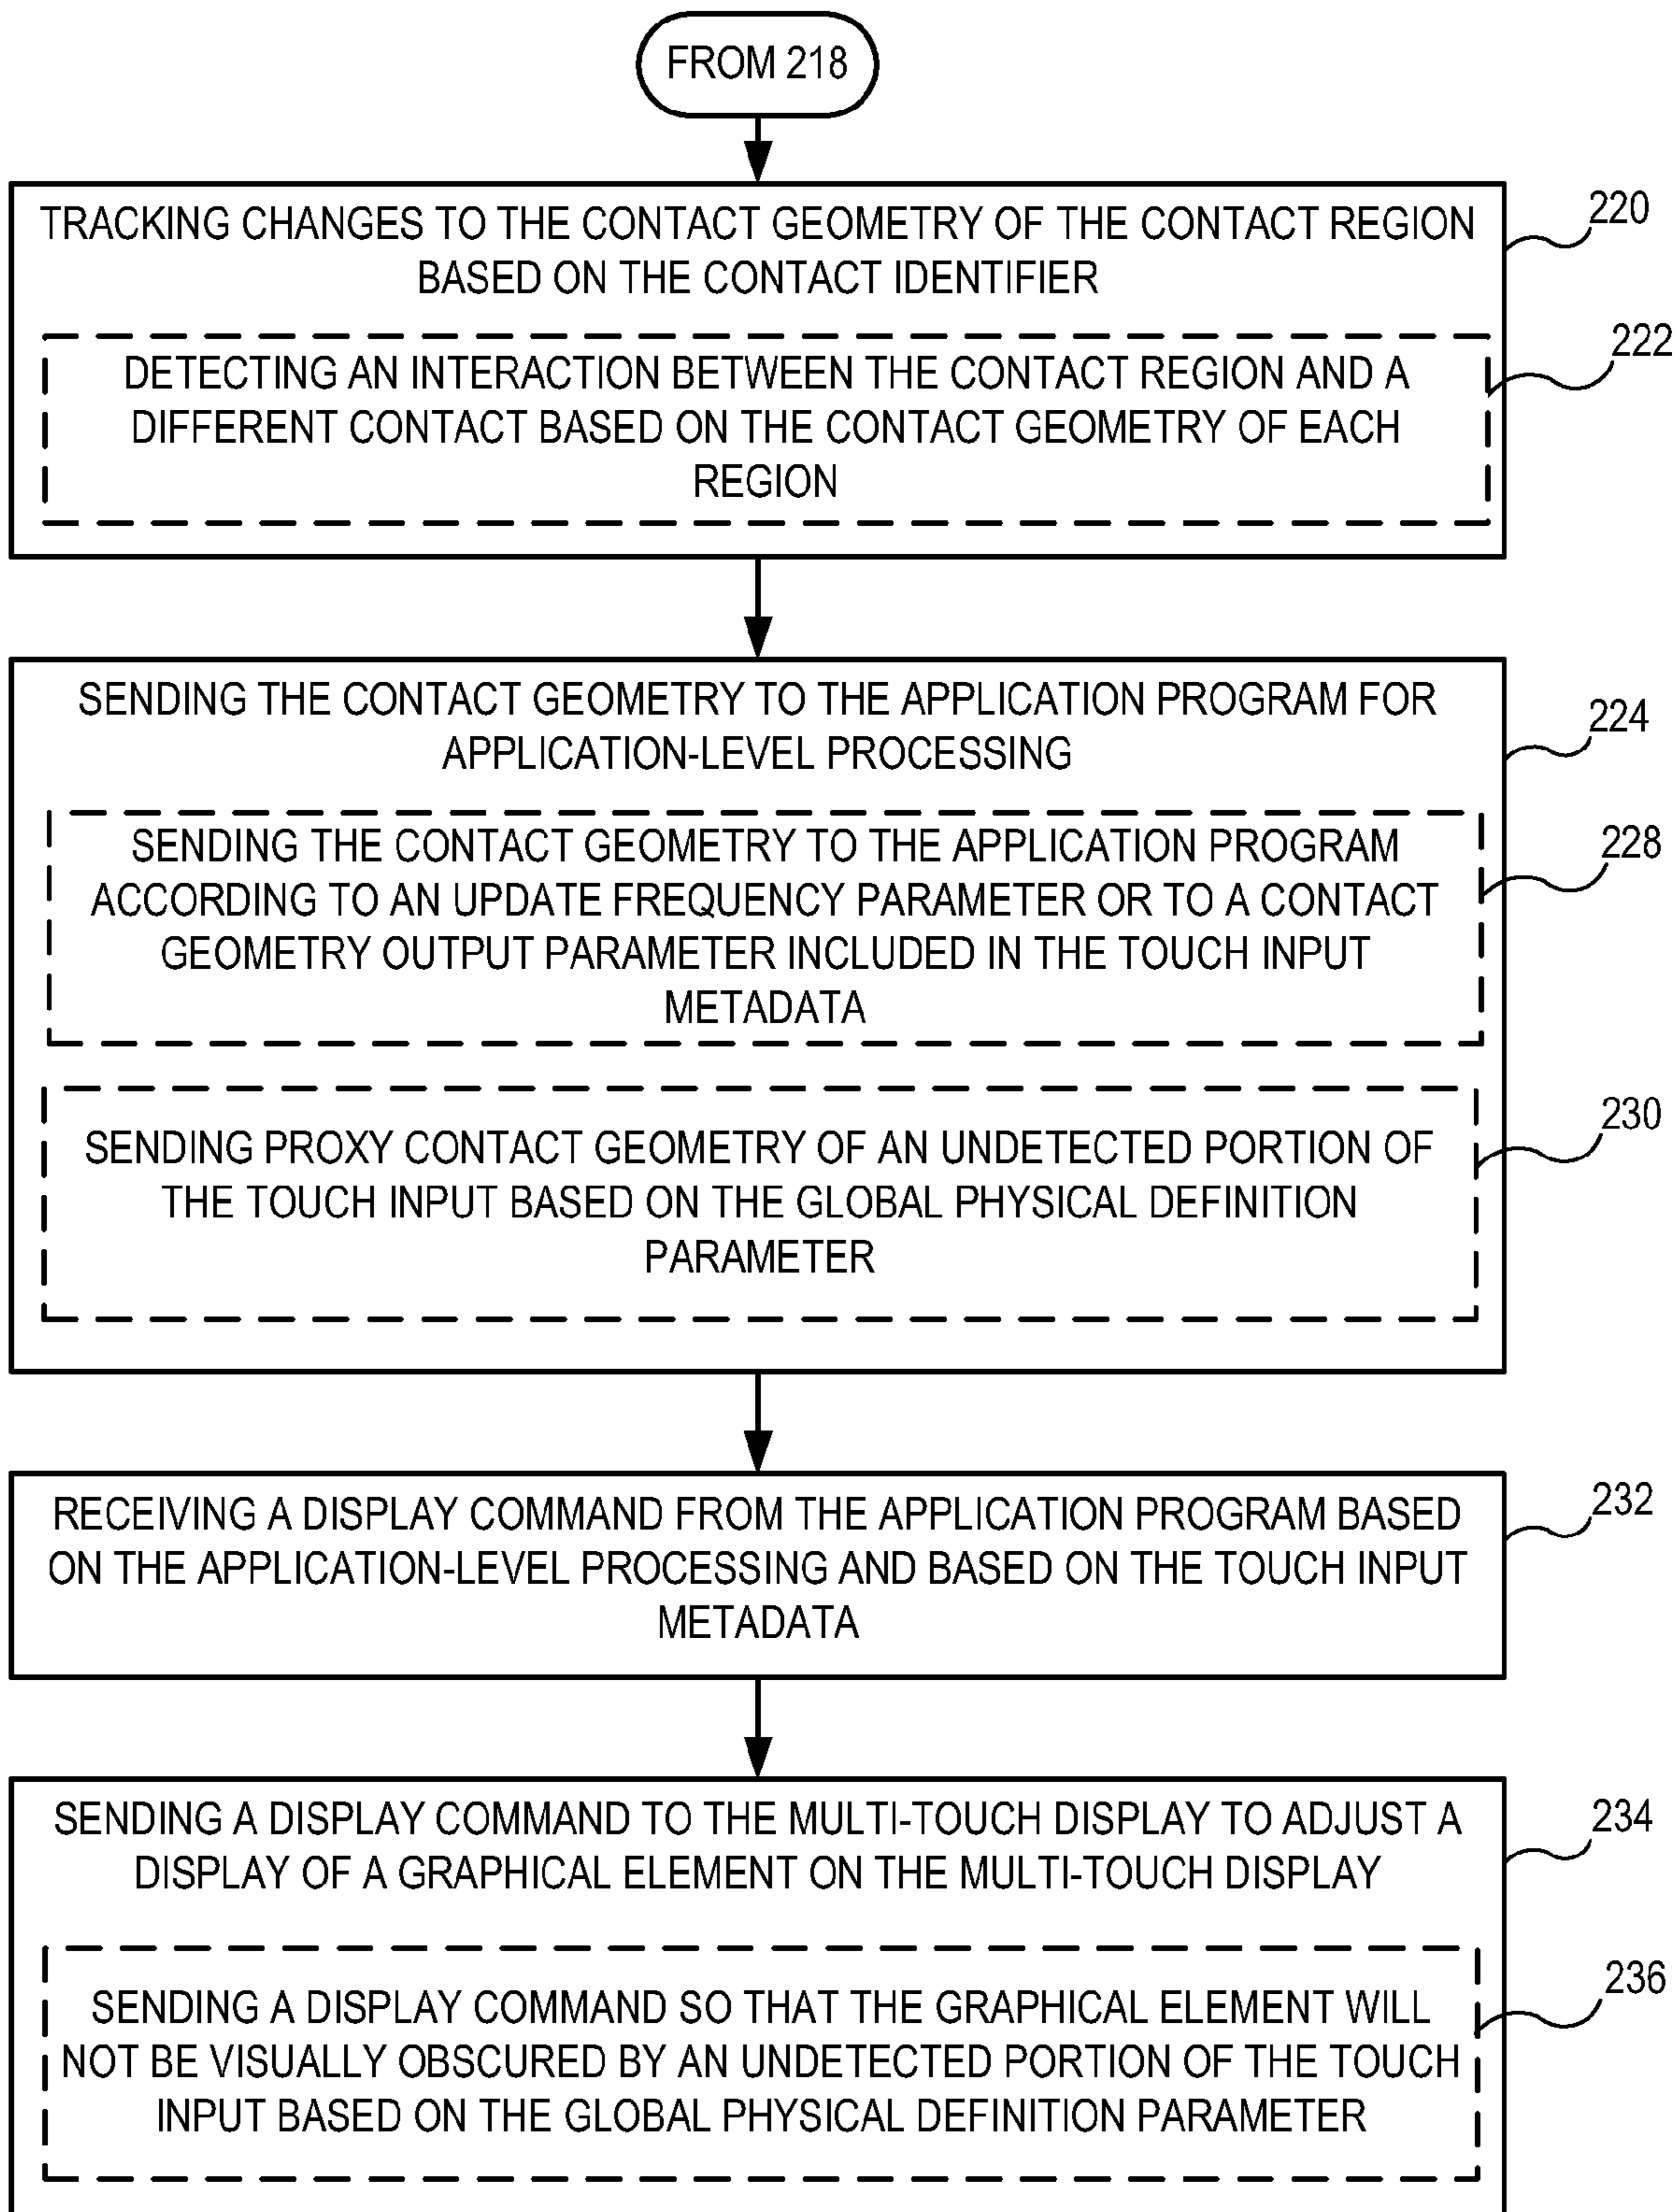 FROM 218
TRACKING CHANGES TO THE CONTACT GEOMETRY OF THE CONTACT REGION
BASED ON THE CONTACT IDENTIFIER
220
DETECTING AN INTERACTION BETWEEN THE CONTACT REGION AND A
DIFFERENT CONTACT BASED ON THE CONTACT GEOMETRY OF EACH
REGION
222
SENDING THE CONTACT GEOMETRY TO THE APPLICATION PROGRAM FOR
APPLICATION-LEVEL PROCESSING
224
SENDING THE CONTACT GEOMETRY TO THE APPLICATION PROGRAM
ACCORDING TO AN UPDATE FREQUENCY PARAMETER OR TO A CONTACT
GEOMETRY OUTPUT PARAMETER INCLUDED IN THE TOUCH INPUT
METADATA
228
SENDING PROXY CONTACT GEOMETRY OF AN UNDETECTED PORTION OF
THE TOUCH INPUT BASED ON THE GLOBAL PHYSICAL DEFINITION
PARAMETER
230
RECEIVING A DISPLAY COMMAND FROM THE APPLICATION PROGRAM BASED
ON THE APPLICATION-LEVEL PROCESSING AND BASED ON THE TOUCH INPUT
METADATA
232
SENDING A DISPLAY COMMAND TO THE MULTI-TOUCH DISPLAY TO ADJUST A
DISPLAY OF A GRAPHICAL ELEMENT ON THE MULTI-TOUCH DISPLAY
234
SENDING A DISPLAY COMMAND SO THAT THE GRAPHICAL ELEMENT WILL
NOT BE VISUALLY OBSCURED BY AN UNDETECTED PORTION OF THE TOUCH
INPUT BASED ON THE GLOBAL PHYSICAL DEFINITION PARAMETER
236